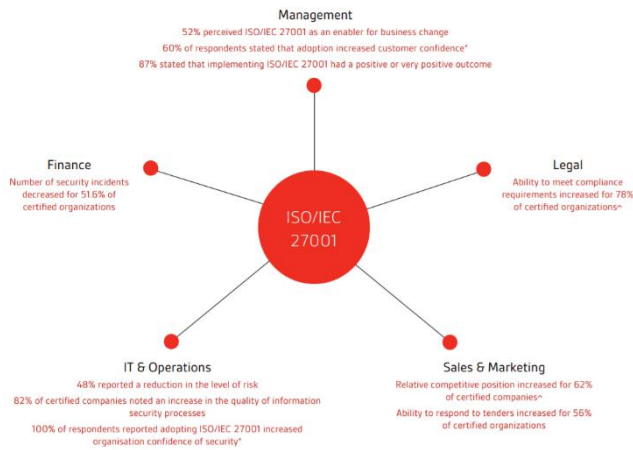 Management
52% perceived ISO/IEC 27001 as an enabler for business change
60% of respondents stated that adoption increased customer confidence*
87% stated that implementing ISO/IEC 27001 had a positive or very positive outcome
Finance
Number of security incidents
decreased for 51.6% of
certified organizations
Legal
Ability to meet compliance
requirements increased for 78%
of certified organizations^
ISO/IEC
27001
IT & Operations
48% reported a reduction in the level of risk
82% of certified companies noted an increase in the quality of information
security processes
100% of respondents reported adopting ISO/IEC 27001 increased
organisation confidence of security*
Sales & Marketing
Relative competitive position increased for 62%
of certified companies^
Ability to respond to tenders increased for 56%
of certified organizations